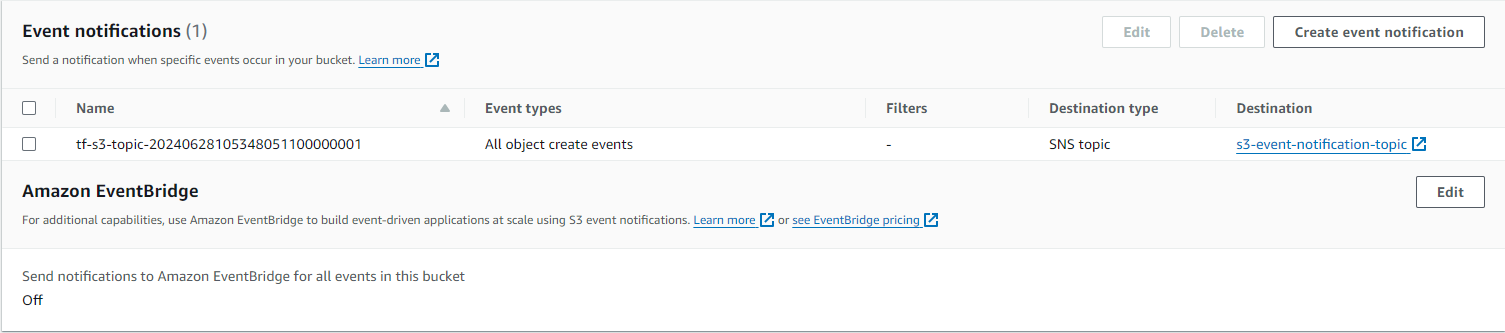 Event notifications (1)
Edit
Delete
Create event notification
Send a notification when specific events occur in your bucket. Learn more
Name Event types Filters Destination type Destination
tf-s3-topic-20240628105348051100000001 All object create events - SNS topic s3-event-notification-topic
Amazon EventBridge
Edit
For additional capabilities, use Amazon EventBridge to build event-driven applications at scale using S3 event notifications. Learn more or see EventBridge pricing
Send notifications to Amazon EventBridge for all events in this bucket
Off